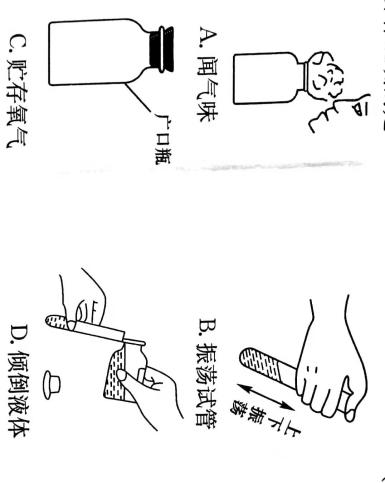 A. 闻气味
上下振荡
B. 振荡试管
广口瓶
C. 贮存氧气
D. 倾倒液体